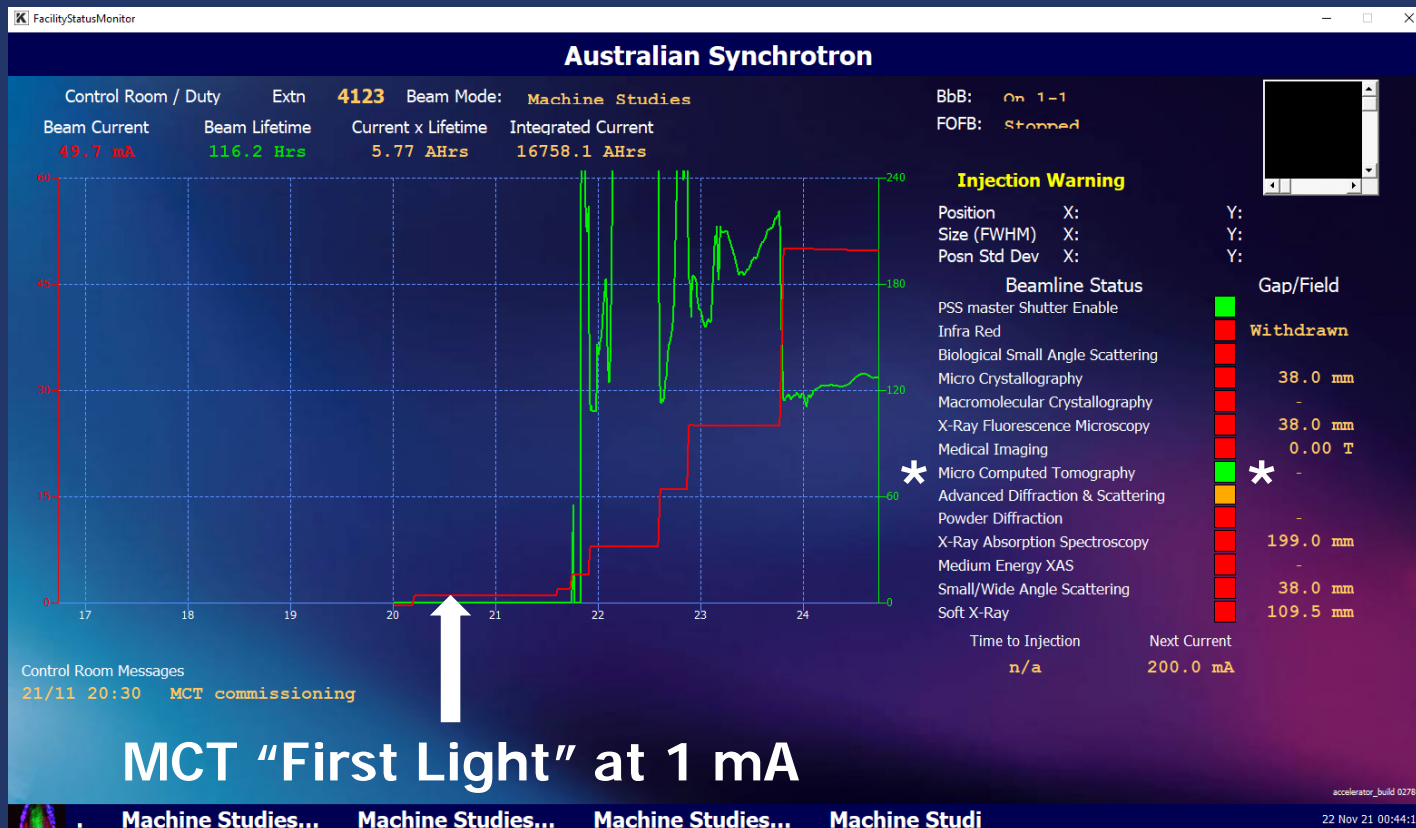 FacilityStatusMonitor
Australian Synchrotron
Control Room / Duty Extn 4123 Beam Mode: Machine Studies
Beam Current Beam Lifetime Current x Lifetime Integrated Current
49.7 mA 116.2 Hrs 5.77 AHrs 16758.1 AHrs
BbB: On 1-1
FOFB: Stopped
60 240
45 180
30 120
15 60
0 0
17 18 19 20 21 22 23 24
Injection Warning
Position X: Y:
Size (FWHM) X: Y:
Posn Std Dev X: Y:
Beamline Status Gap/Field
PSS master Shutter Enable
Infra Red Withdrawn
Biological Small Angle Scattering
Micro Crystallography 38.0 mm
Macromolecular Crystallography -
X-Ray Fluorescence Microscopy 38.0 mm
Medical Imaging 0.00 T
* Micro Computed Tomography * -
Advanced Diffraction & Scattering
Powder Diffraction -
X-Ray Absorption Spectroscopy 199.0 mm
Medium Energy XAS -
Small/Wide Angle Scattering 38.0 mm
Soft X-Ray 109.5 mm
Time to Injection Next Current
n/a 200.0 mA
Control Room Messages
21/11 20:30 MCT commissioning
MCT “First Light” at 1 mA
accelerator_build 0278
. Machine Studies... Machine Studies... Machine Studies... Machine Studi
22 Nov 21 00:44:1